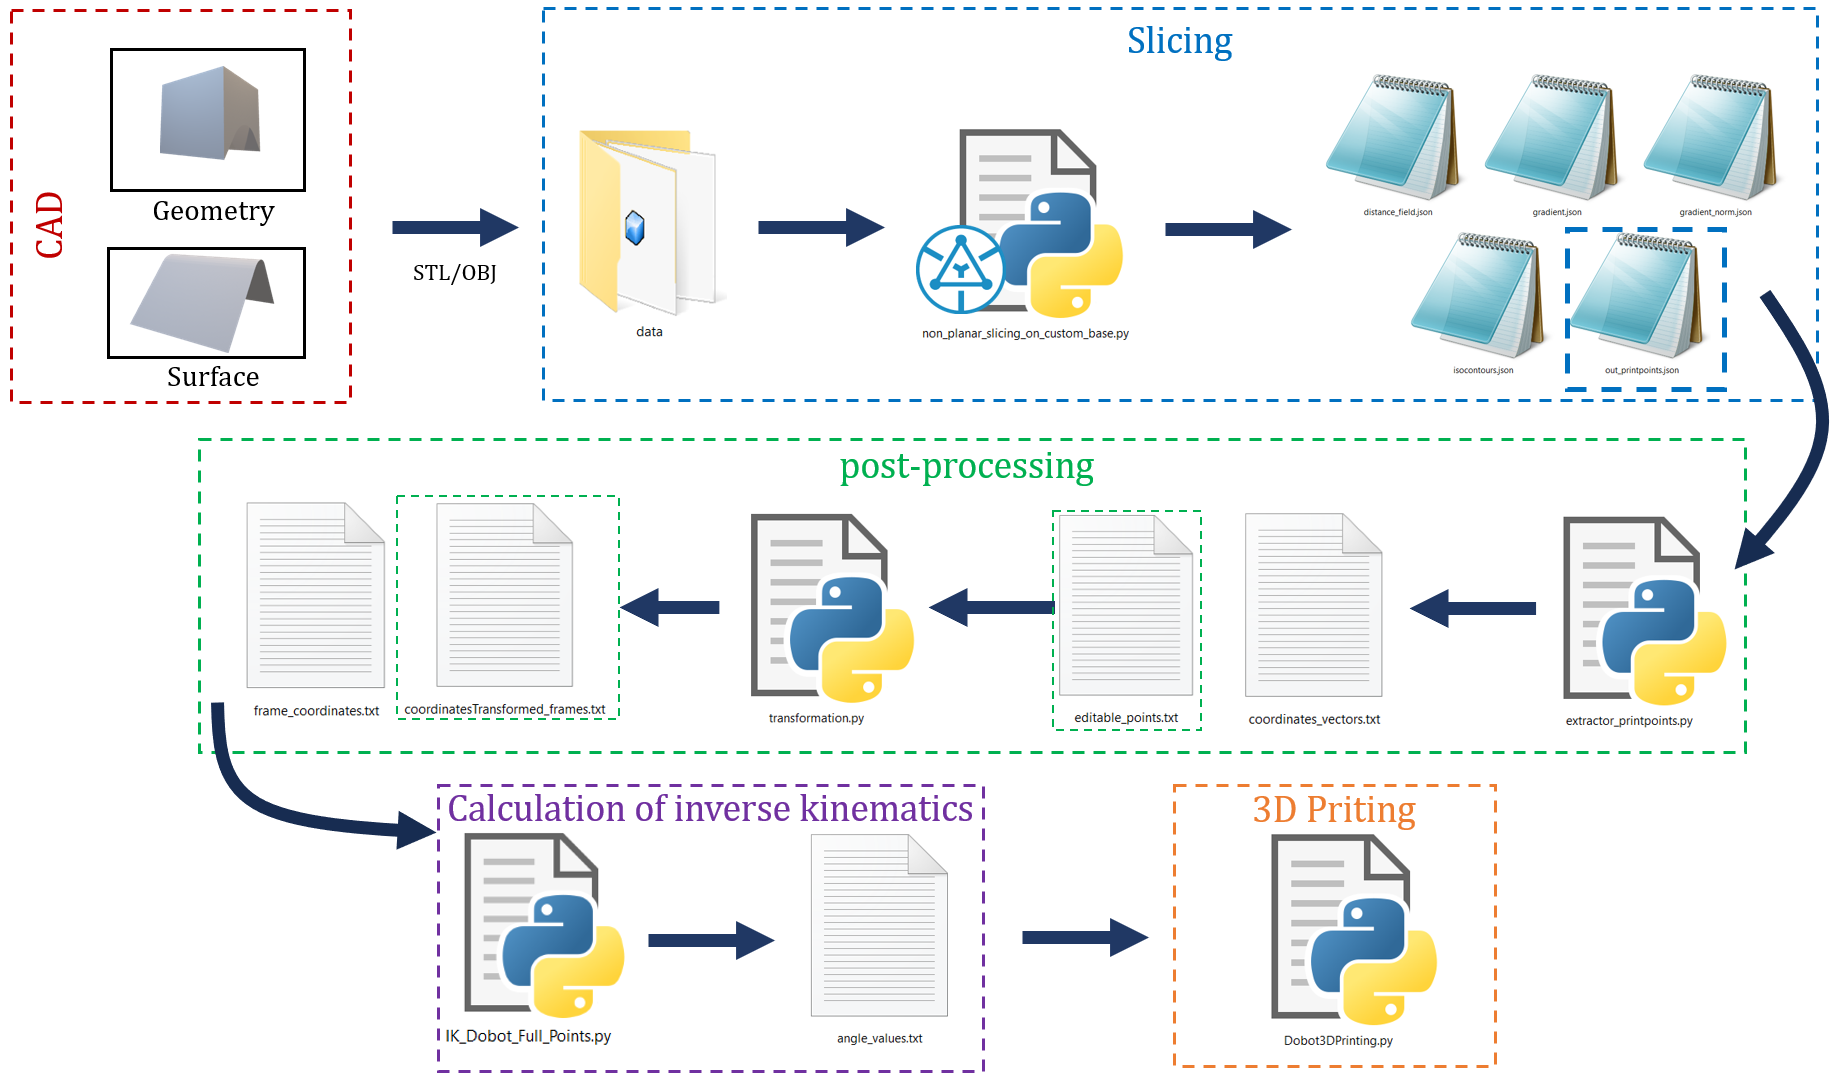 CAD
Geometry
Surface
STL/OBJ
Slicing
data
non_planar_slicing_on_custom_base.py
distance_field.json
gradient.json
gradient_norm.json
isocontours.json
out_printpoints.json
post-processing
frame_coordinates.txt
coordinatesTransformed_frames.txt
transformation.py
editable_points.txt
coordinates_vectors.txt
extractor_printpoints.py
Calculation of inverse kinematics
IK_Dobot_Full_Points.py
angle_values.txt
3D Priting
Dobot3DPrinting.py